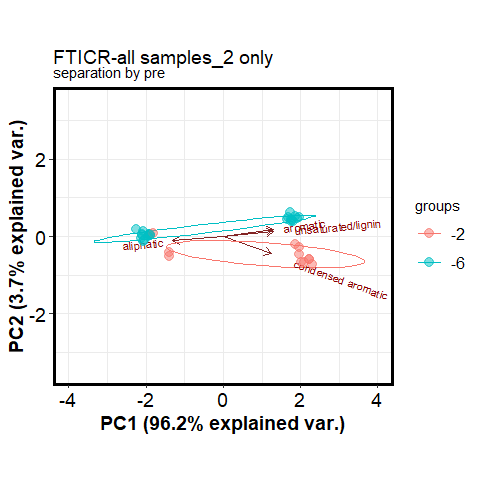 FTICR-all samples_2 only
separation by pre
PC2 (3.7% explained var.)
2
0
-2
aromatic
unsaturated/lignin
aliphatic
condensed aromatic
groups
-2
-6
-4
-2
0
2
4
PC1 (96.2% explained var.)